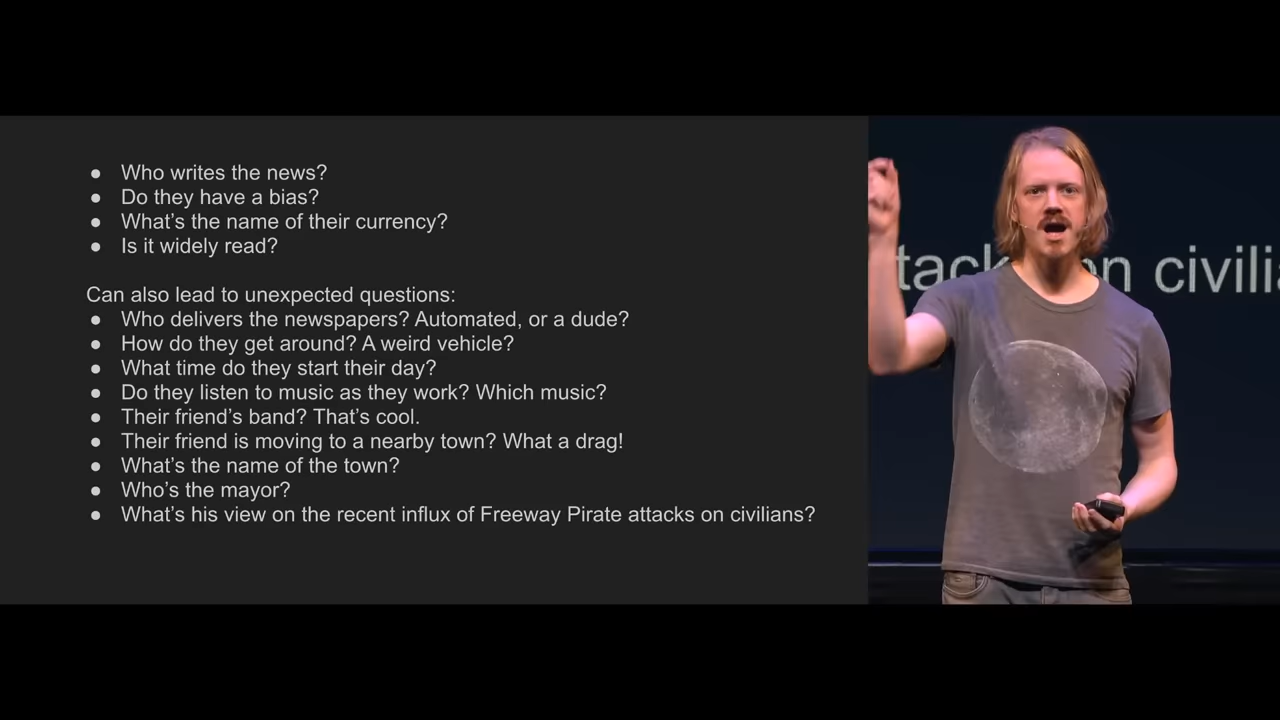 ● Who writes the news?
● Do they have a bias?
● What's the name of their currency?
● Is it widely read?
Can also lead to unexpected questions:
● Who delivers the newspapers? Automated, or a dude?
● How do they get around? A weird vehicle?
● What time do they start their day?
● Do they listen to music as they work? Which music?
● Their friend's band? That's cool.
● Their friend is moving to a nearby town? What a drag!
● What's the name of the town?
● Who's the mayor?
● What's his view on the recent influx of Freeway Pirate attacks on civilians?